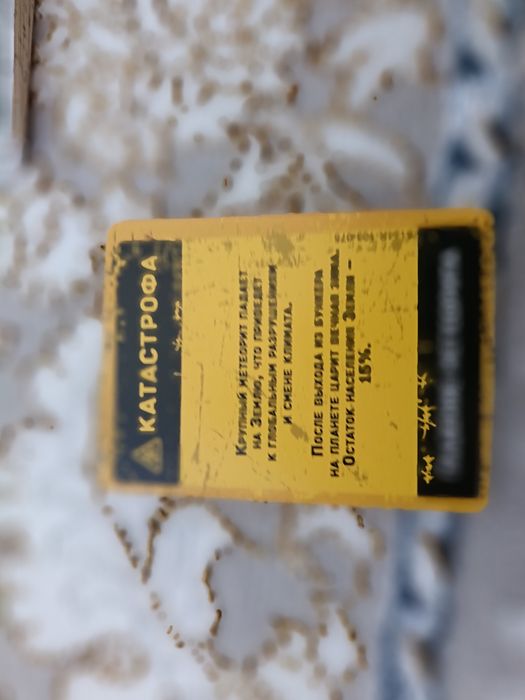 КАТАСТРОФА
Крупный метеорит падает
на Землю, что приведет
к глобальным разрушениям
и смене климата.
После выхода из бункера
на планете царит вечная зима.
Остаток населения Земли –
15%.